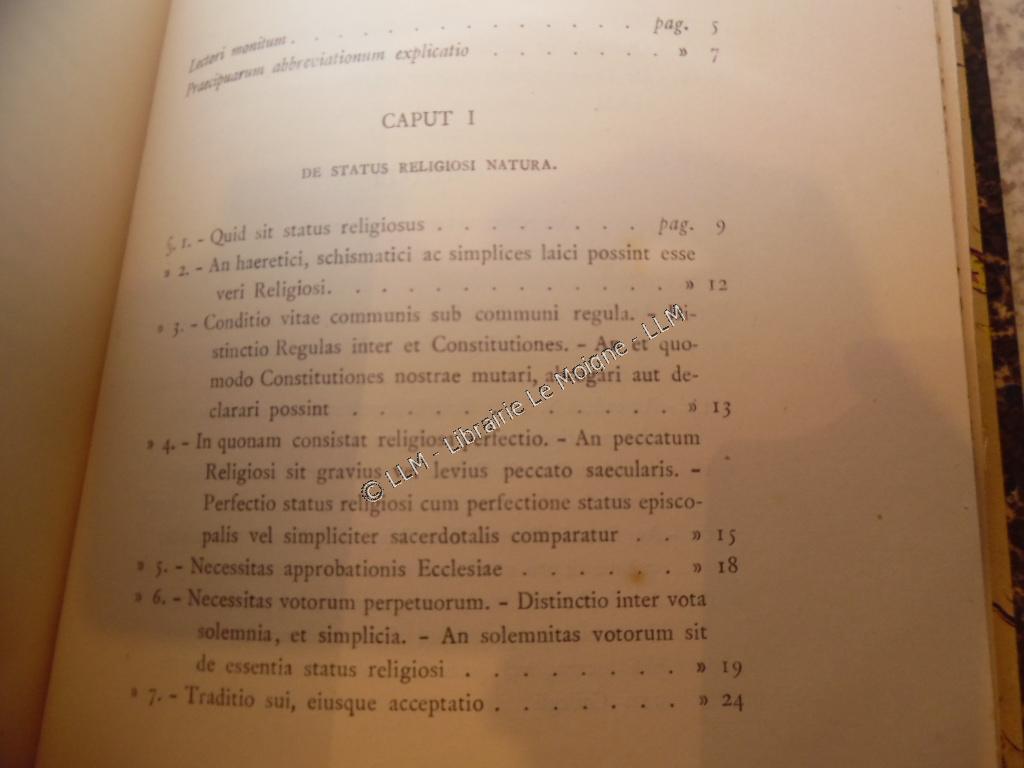 Lectori monitum . . . . . . . . . . . . . pag. 5
Praecipuarum abbreviationum explicatio . . . . . . . » 7
CAPUT I
DE STATUS RELIGIOSI NATURA.
§. 1. - Quid sit status religiosus . . . . . . . . pag. 9
» 2. - An haeretici, schismatici ac simplices laici possint esse
veri Religiosi. . . . . . . . . . . . . . » 12
» 3. - Conditio vitae communis sub communi regula. - Di-
stinctio Regulas inter et Constitutiones. - An et quo-
modo Constitutiones nostrae mutari, abrogari aut de-
clarari possint . . . . . . . . . . . . » 13
» 4. - In quonam consistat religiosa perfectio. - An peccatum
Religiosi sit gravius levius peccato saecularis. -
Perfectio status religiosi cum perfectione status episco-
palis vel simpliciter sacerdotalis comparatur . . » 15
» 5. - Necessitas approbationis Ecclesiae . . . . . . » 18
» 6. - Necessitas votorum perpetuorum. - Distinctio inter vota
solemnia, et simplicia. - An solemnitas votorum sit
de essentia status religiosi . . . . . . . . » 19
» 7. - Traditio sui, eiusque acceptatio . . . . . . . » 24
© LLM - Librairie Le Moigne - LLM